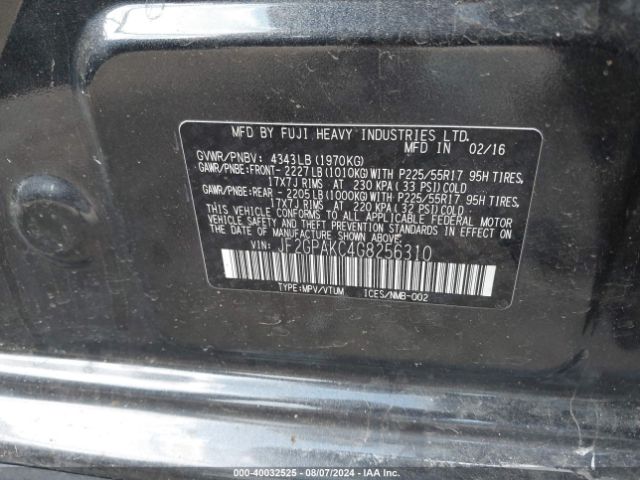 MFD BY FUJI HEAVY INDUSTRIES LTD.
MFD IN 02/16
GVWR/PNBV: 4343LB(1970KG)
GAWR/PNBE:FRONT- 2227LB(1010KG)WITH P225/55R17 95H TIRES,
17X7J RIMS AT 230 KPA(33 PSI)COLD
GAWR/PNBE:REAR - 2205LB(1000KG)WITH P225/55R17 95H TIRES,
17X7J RIMS AT 220 KPA(32 PSI)COLD
THIS VEHICLE CONFORMS TO ALL APPLICABLE FEDERAL MOTOR
VEHICLE SAFETY AND THEFT PREVENTION STANDARDS IN EFFECT ON
THE DATE OF MANUFACTURE SHOWN ABOVE.
VIN: JF2GPAKC4G8256310
TYPE:MPV/VTUM ICES/NMB-002
000-40032525 - 08/07/2024 - IAA Inc.